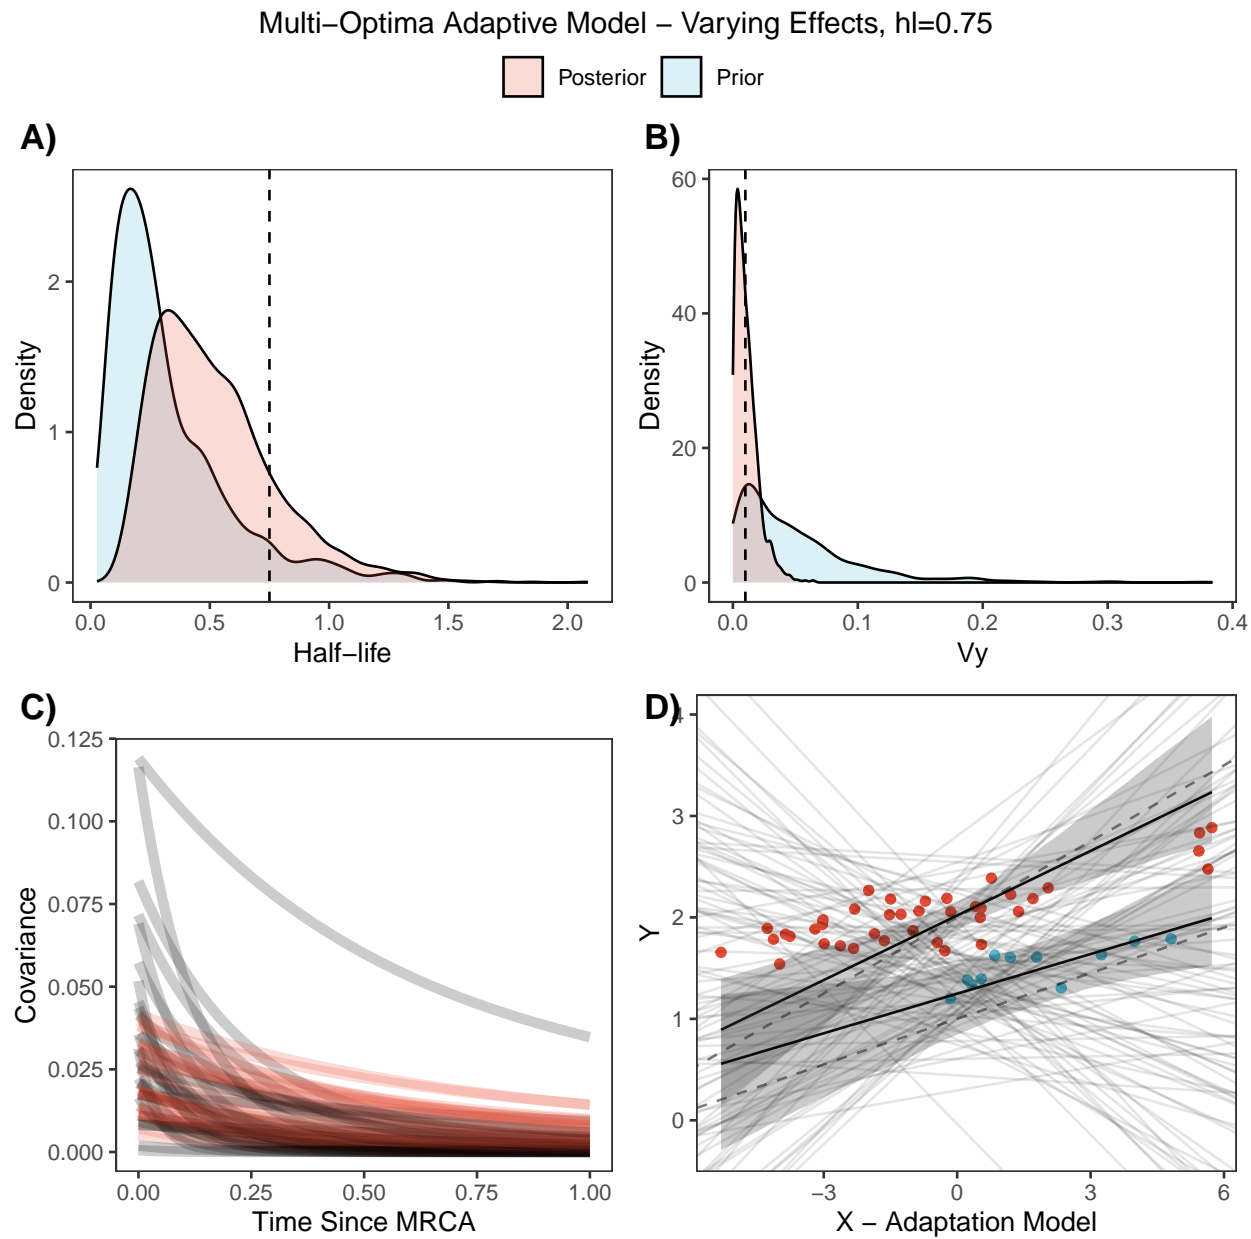 Multi−Optima Adaptive Model − Varying Effects, hl=0.75
Posterior Prior
A)
2
1
0
Density
0.0 0.5 1.0 1.5 2.0
Half−life
B)
60
40
20
0
Density
0.0 0.1 0.2 0.3 0.4
Vy
C)
0.125
0.100
0.075
0.050
0.025
0.000
Covariance
0.00 0.25 0.50 0.75 1.00
Time Since MRCA
D)
4
3
2
1
0
Y
−3 0 3 6
X − Adaptation Model